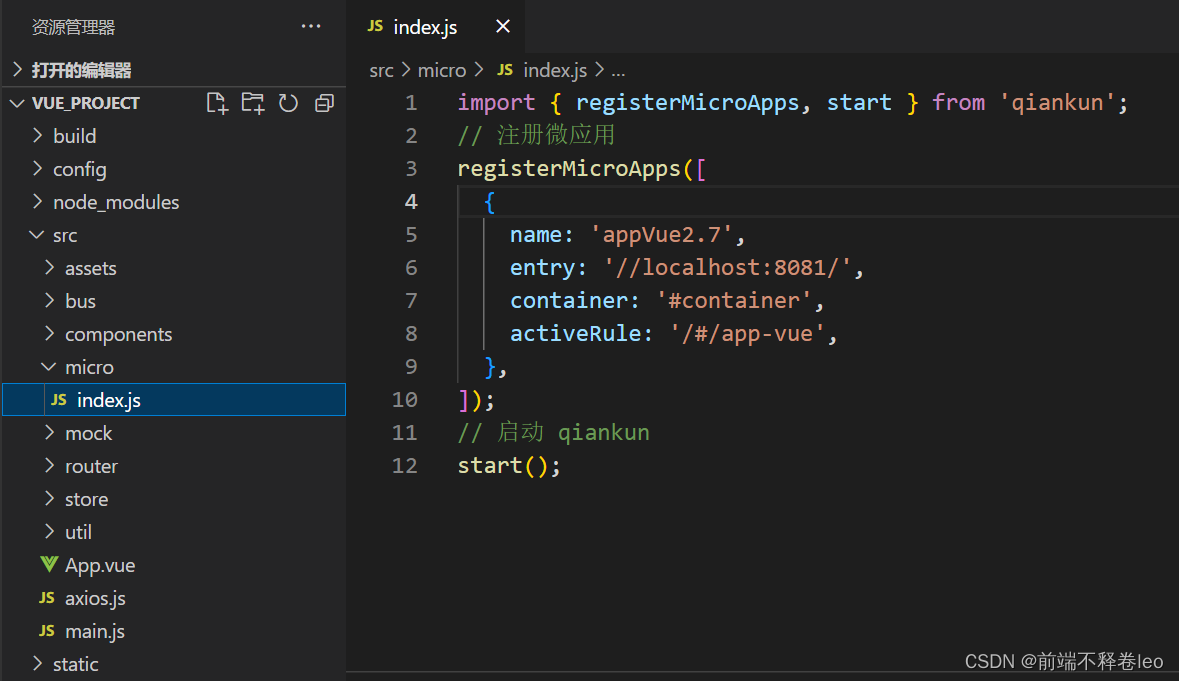 资源管理器
打开的编辑器
VUE_PROJECT
build
config
node_modules
src
assets
bus
components
micro
JS index.js
mock
router
store
util
App.vue
JS axios.js
JS main.js
static
JS index.js
src > micro > JS index.js > ...
1 import { registerMicroApps, start } from 'qiankun';
2 // 注册微应用
3 registerMicroApps([
4 {
5 name: 'appVue2.7',
6 entry: '//localhost:8081/',
7 container: '#container',
8 activeRule: '/#/app-vue',
9 },
10 ]);
11 // 启动 qiankun
12 start();
CSDN @前端不释卷leo